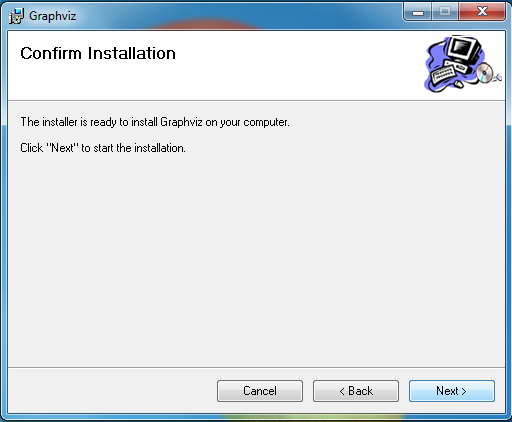 Graphviz
Confirm Installation
The installer is ready to install Graphviz on your computer.
Click "Next" to start the installation.
Cancel
< Back
Next >